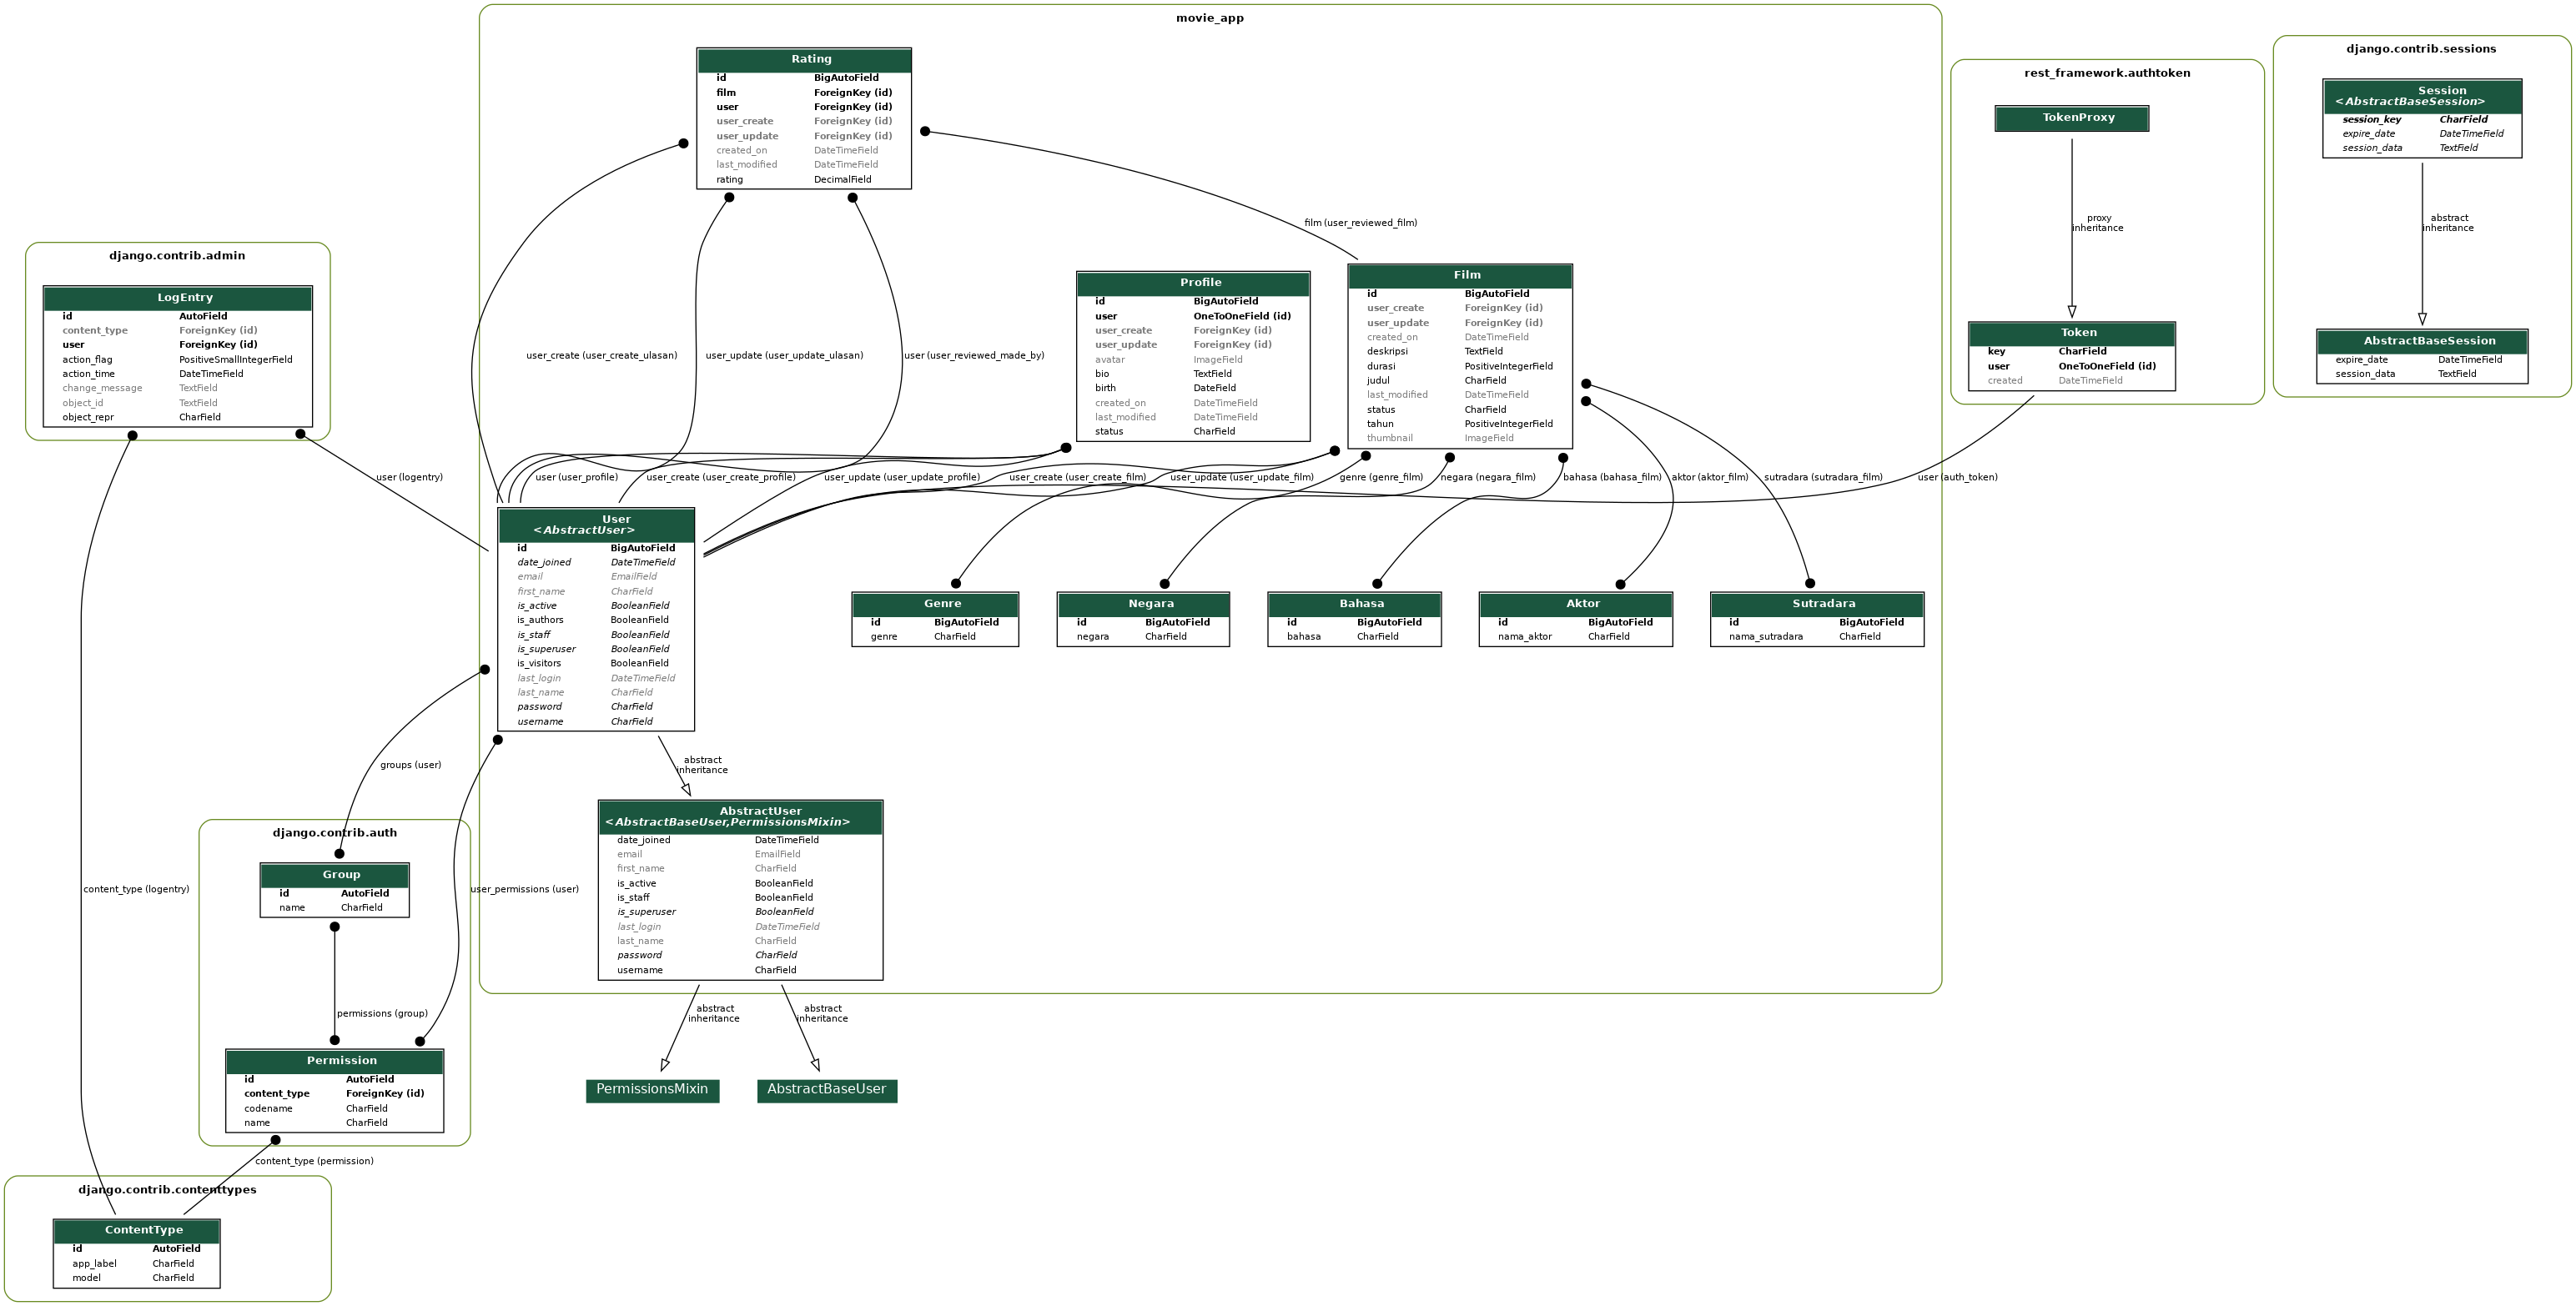 movie_app
Rating
id BigAutoField
film ForeignKey (id)
user ForeignKey (id)
user_create ForeignKey (id)
user_update ForeignKey (id)
created_on DateTimeField
last_modified DateTimeField
rating DecimalField
film (user_reviewed_film)
user_create (user_create_ulasan)
user_update (user_update_ulasan)
user (user_reviewed_made_by)
Profile
id BigAutoField
user OneToOneField (id)
user_create ForeignKey (id)
user_update ForeignKey (id)
avatar ImageField
bio TextField
birth DateField
created_on DateTimeField
last_modified DateTimeField
status CharField
Film
id BigAutoField
user_create ForeignKey (id)
user_update ForeignKey (id)
created_on DateTimeField
deskripsi TextField
durasi PositiveIntegerField
judul CharField
last_modified DateTimeField
status CharField
tahun PositiveIntegerField
thumbnail ImageField
user (user_profile)
user_create (user_create_profile)
user_update (user_update_profile)
user_create (user_create_film)
user_update (user_update_film)
genre (genre_film)
negara (negara_film)
bahasa (bahasa_film)
aktor (aktor_film)
sutradara (sutradara_film)
user (auth_token)
User
<AbstractUser>
id BigAutoField
date_joined DateTimeField
email EmailField
first_name CharField
is_active BooleanField
is_authors BooleanField
is_staff BooleanField
is_superuser BooleanField
is_visitors BooleanField
last_login DateTimeField
last_name CharField
password CharField
username CharField
Genre
id BigAutoField
genre CharField
Negara
id BigAutoField
negara CharField
Bahasa
id BigAutoField
bahasa CharField
Aktor
id BigAutoField
nama_aktor CharField
Sutradara
id BigAutoField
nama_sutradara CharField
abstract
inheritance
AbstractUser
<AbstractBaseUser,PermissionsMixin>
date_joined DateTimeField
email EmailField
first_name CharField
is_active BooleanField
is_staff BooleanField
is_superuser BooleanField
last_login DateTimeField
last_name CharField
password CharField
username CharField
abstract
inheritance
abstract
inheritance
PermissionsMixin
AbstractBaseUser
django.contrib.admin
LogEntry
id AutoField
content_type ForeignKey (id)
user ForeignKey (id)
action_flag PositiveSmallIntegerField
action_time DateTimeField
change_message TextField
object_id TextField
object_repr CharField
user (logentry)
content_type (logentry)
groups (user)
user_permissions (user)
django.contrib.auth
Group
id AutoField
name CharField
permissions (group)
Permission
id AutoField
content_type ForeignKey (id)
codename CharField
name CharField
content_type (permission)
django.contrib.contenttypes
ContentType
id AutoField
app_label CharField
model CharField
rest_framework.authtoken
TokenProxy
proxy
inheritance
Token
key CharField
user OneToOneField (id)
created DateTimeField
django.contrib.sessions
Session
<AbstractBaseSession>
session_key CharField
expire_date DateTimeField
session_data TextField
abstract
inheritance
AbstractBaseSession
expire_date DateTimeField
session_data TextField